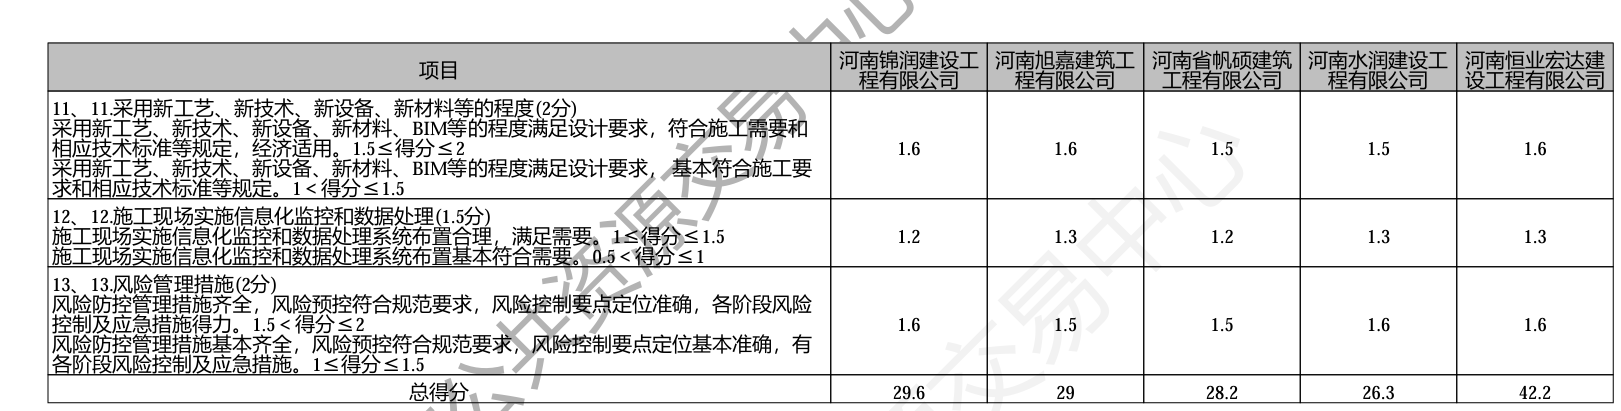 项目
河南锦润建设工
程有限公司
河南旭嘉建筑工
程有限公司
河南省帆硕建筑
工程有限公司
河南水润建设工
程有限公司
河南恒业宏达建
设工程有限公司
11、11.采用新工艺、新技术、新设备、新材料等的程度(2分)
采用新工艺、新技术、新设备、新材料、BIM等的程度满足设计要求，符合施工需要和
相应技术标准等规定，经济适用。1.5≤得分≤2
采用新工艺、新技术、新设备、新材料、BIM等的程度满足设计要求， 基本符合施工要
求和相应技术标准等规定。1<得分≤1.5
1.6
1.6
1.5
1.5
1.6
12、12.施工现场实施信息化监控和数据处理(1.5分)
施工现场实施信息化监控和数据处理系统布置合理，满足需要。1≤得分≤1.5
施工现场实施信息化监控和数据处理系统布置基本符合需要。0.5<得分≤1
1.2
1.3
1.2
1.3
1.3
13、13.风险管理措施(2分)
风险防控管理措施齐全，风险预控符合规范要求，风险控制要点定位准确，各阶段风险
控制及应急措施得力。1.5<得分≤2
风险防控管理措施基本齐全，风险预控符合规范要求，风险控制要点定位基本准确，有
各阶段风险控制及应急措施。1≤得分≤1.5
1.6
1.5
1.5
1.6
1.6
总得分
29.6
29
28.2
26.3
42.2
公共资源交易中心
交易中心